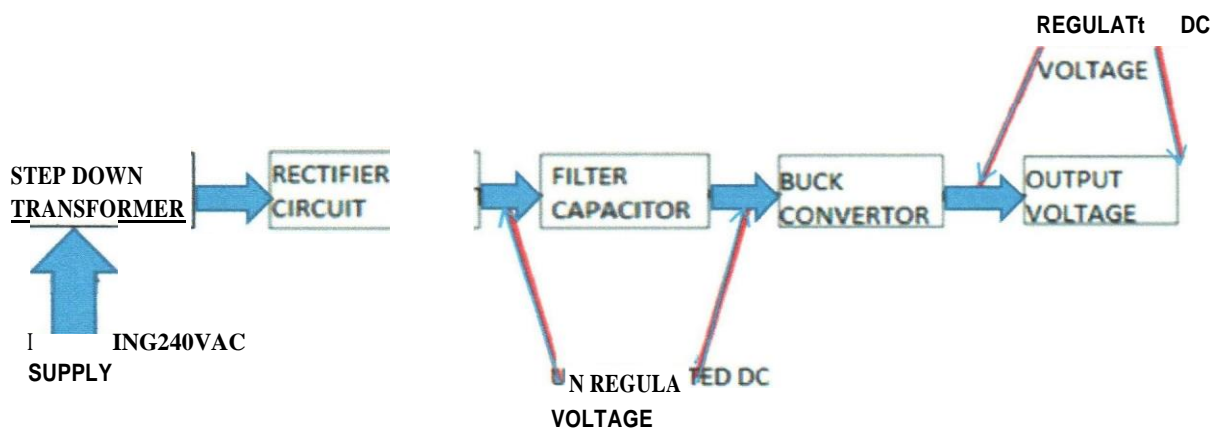 REGULATt DC
VOLTAGE
STEP DOWN
TRANSFORMER
RECTIFIER
CIRCUIT
FILTER
CAPACITOR
BUCK
CONVERTOR
OUTPUT
VOLTAGE
I ING240VAC
SUPPLY
N REGULA TED DC
VOLTAGE